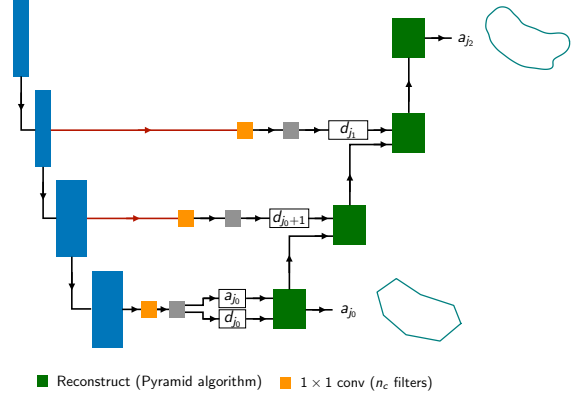 a_{j_2}
d_{j_1}
d_{j_0+1}
a_{j_0}
d_{j_0}
a_{j_0}
Reconstruct (Pyramid algorithm) 1 × 1 conv (n_c filters)